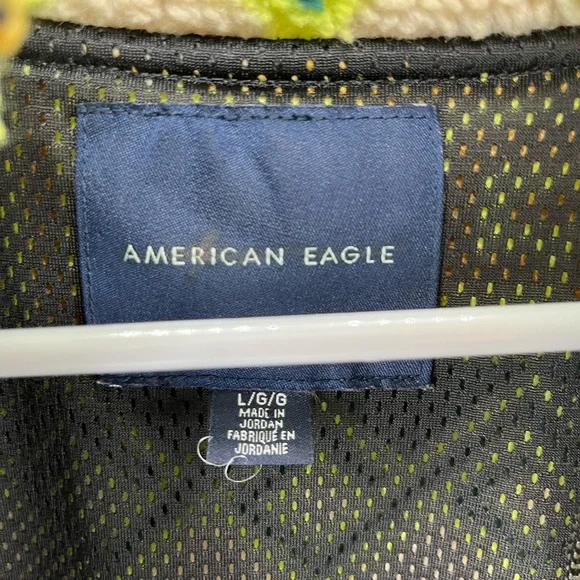 AMERICAN EAGLE
L/G/G
MADE IN
JORDAN
FABRIQUÉ EN
JORDANIE